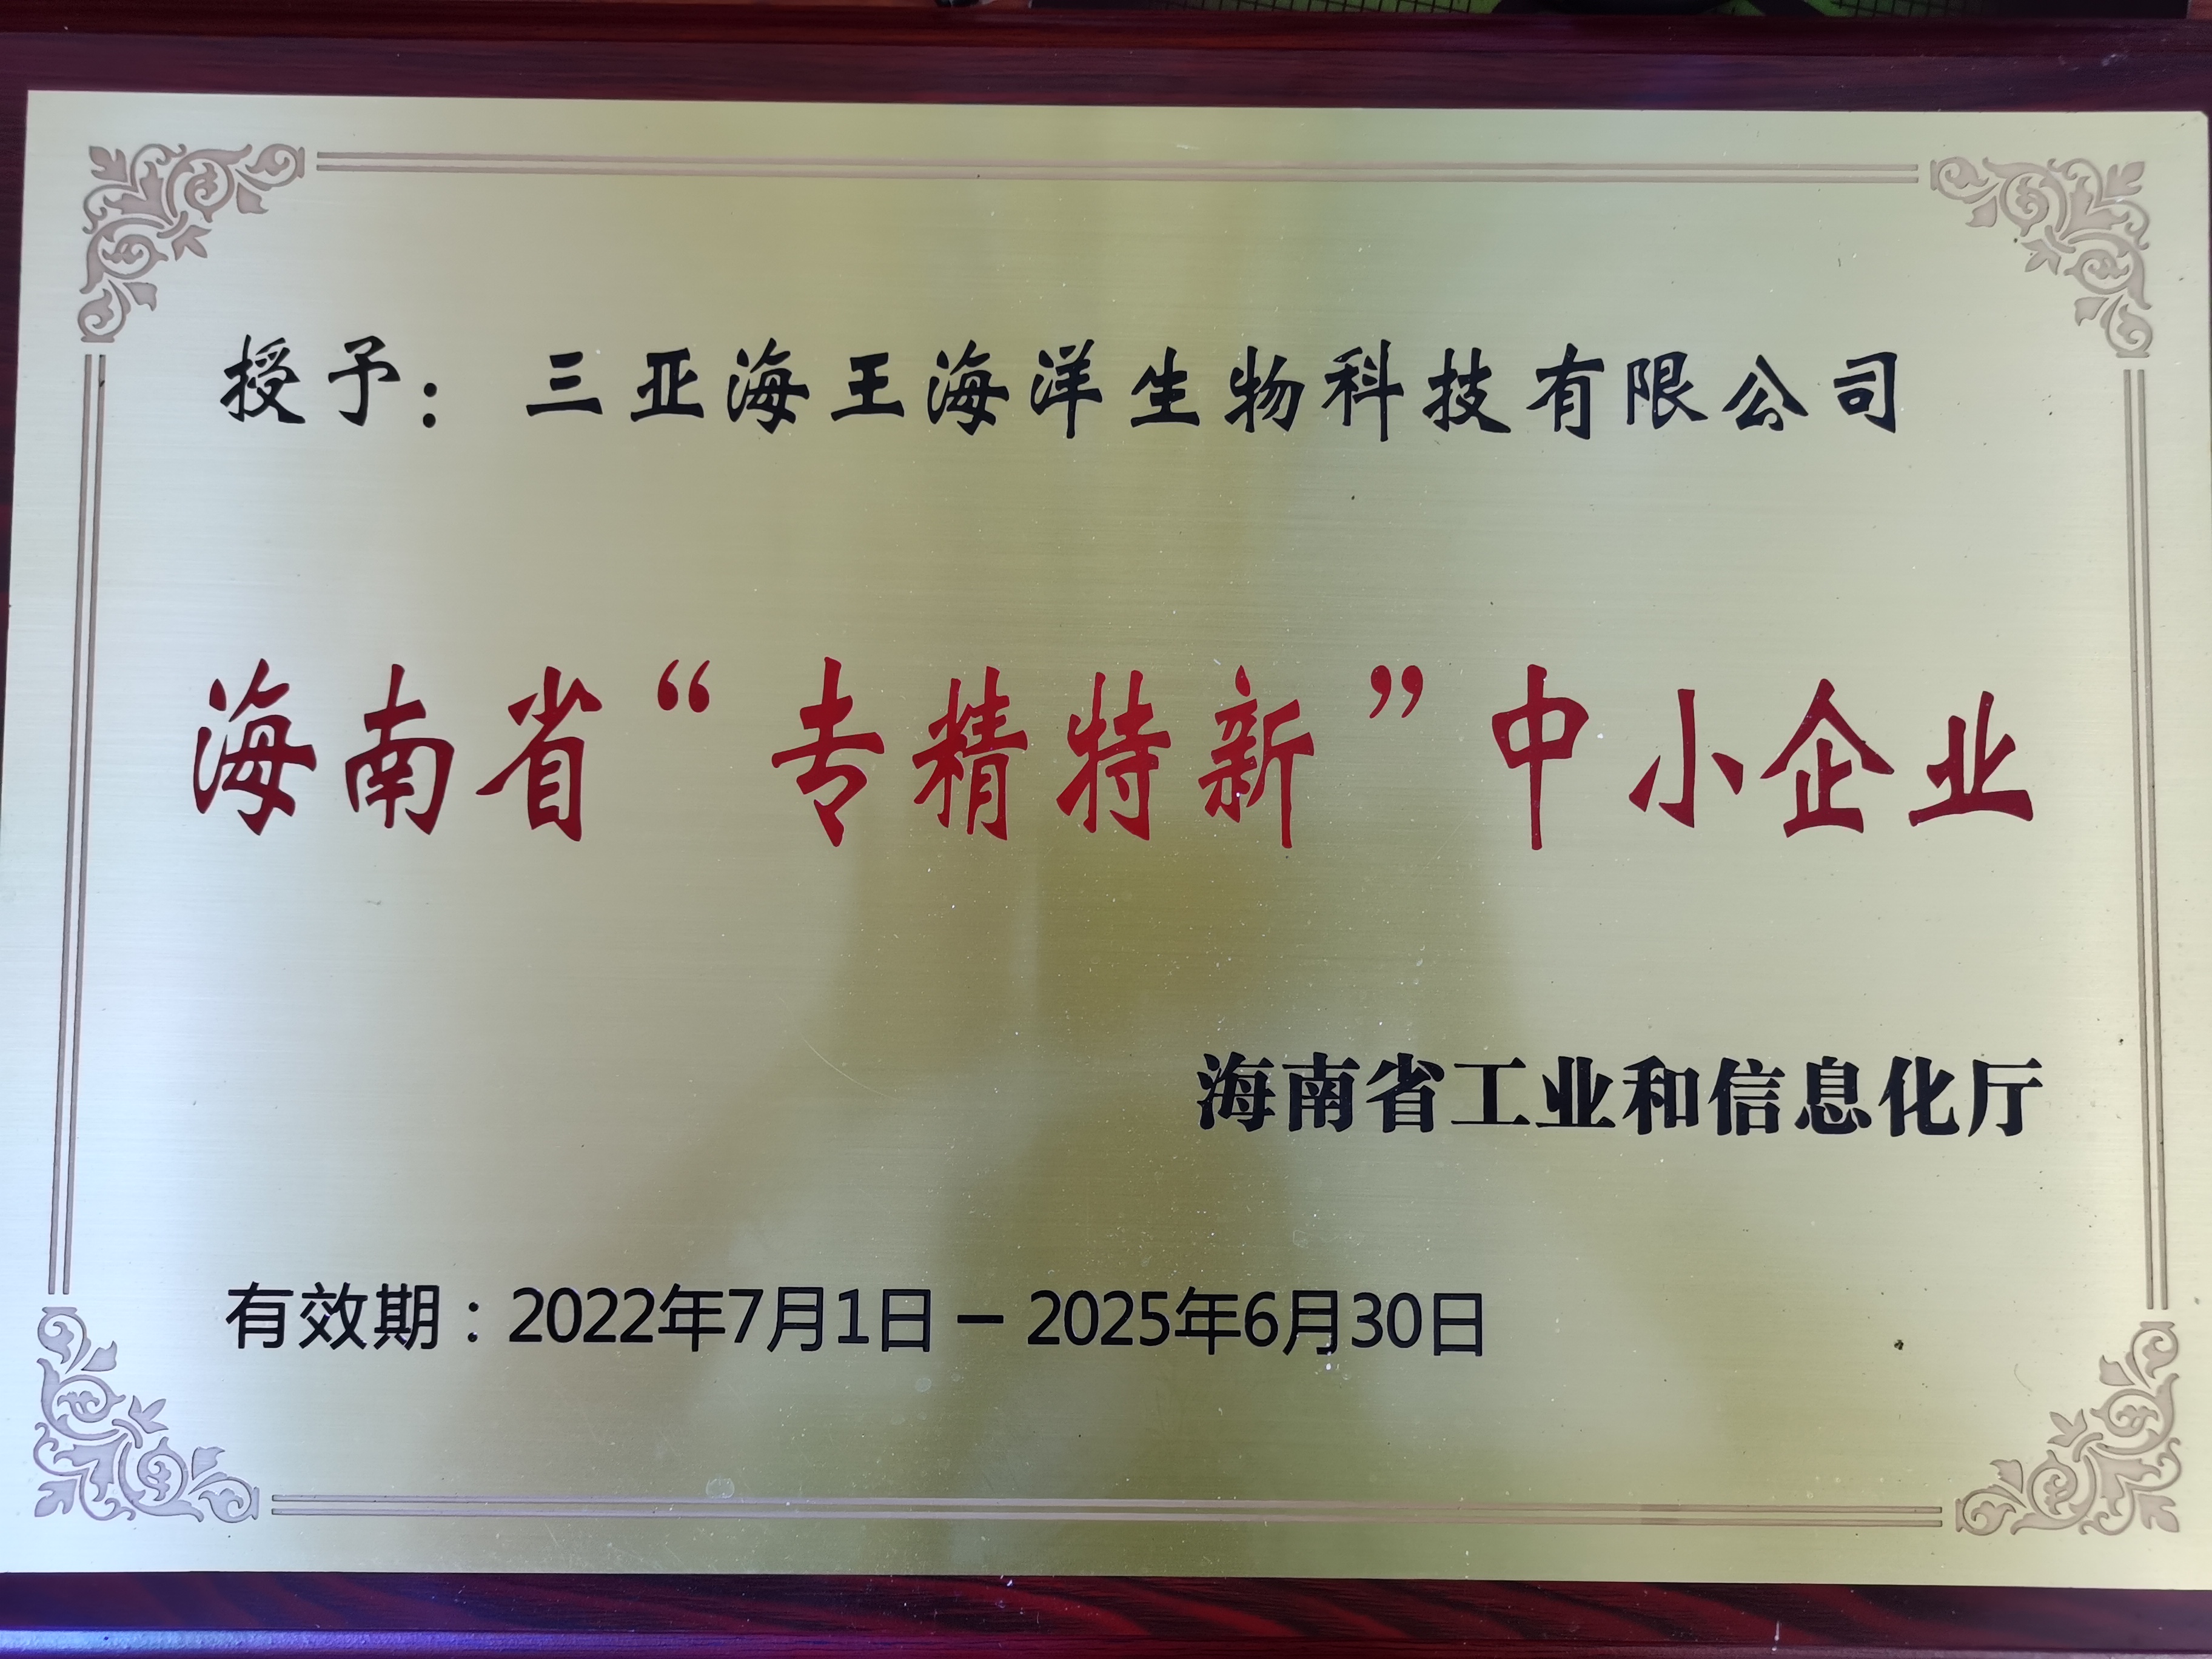 授予：三亚海王海洋生物科技有限公司
海南省“专精特新”中小企业
海南省工业和信息化厅
有效期：2022年7月1日－2025年6月30日